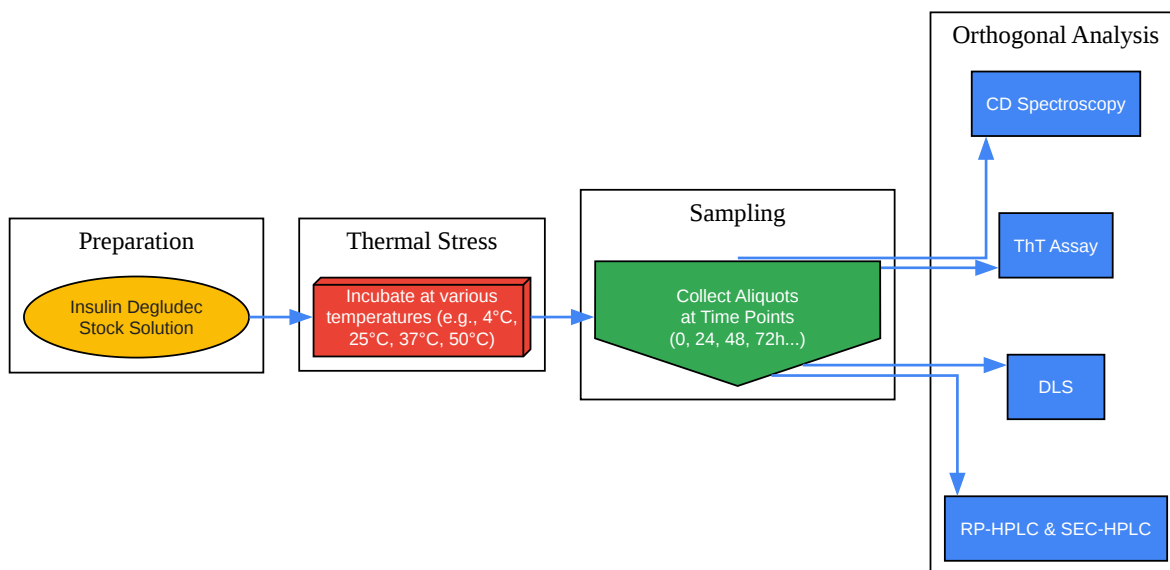 Preparation
Insulin Degludec
Stock Solution
Thermal Stress
Incubate at various
temperatures (e.g., 4°C,
25°C, 37°C, 50°C)
Sampling
Collect Aliquots
at Time Points
(0, 24, 48, 72h...)
Orthogonal Analysis
CD Spectroscopy
ThT Assay
DLS
RP-HPLC & SEC-HPLC